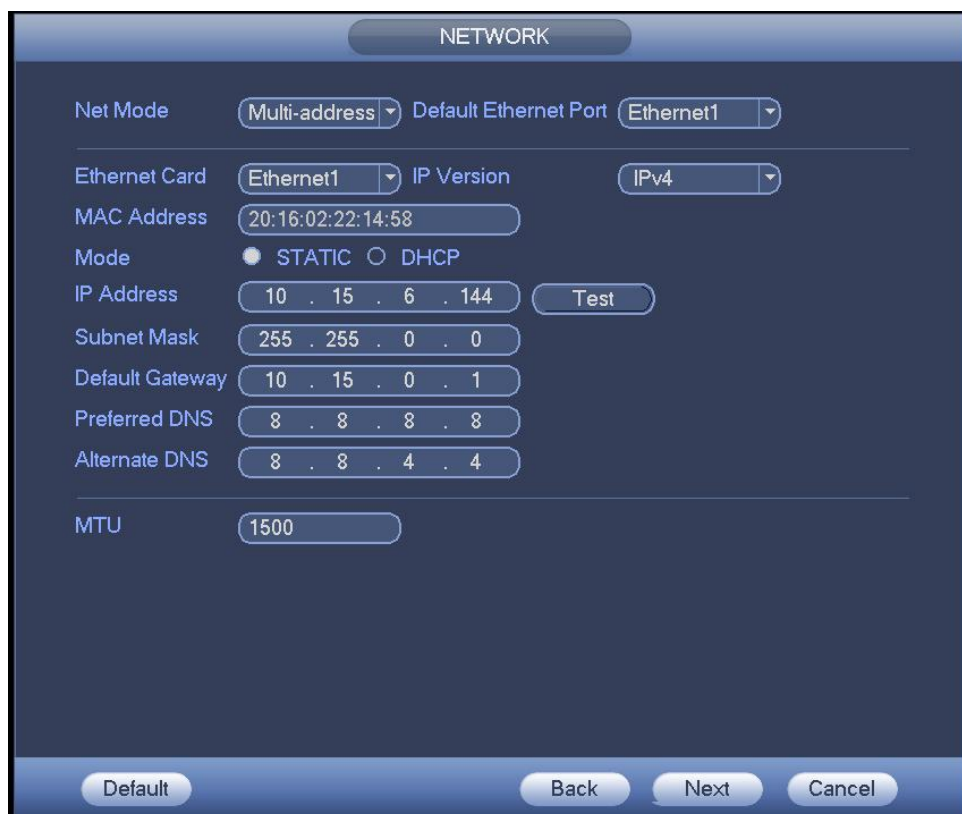 NETWORK
Net Mode Multi-address Default Ethernet Port Ethernet1
Ethernet Card Ethernet1 IP Version IPv4
MAC Address 20:16:02:22:14:58
Mode STATIC DHCP
IP Address 10 . 15 . 6 . 144 Test
Subnet Mask 255 . 255 . 0 . 0
Default Gateway 10 . 15 . 0 . 1
Preferred DNS 8 . 8 . 8 . 8
Alternate DNS 8 . 8 . 4 . 4
MTU 1500
Default Back Next Cancel